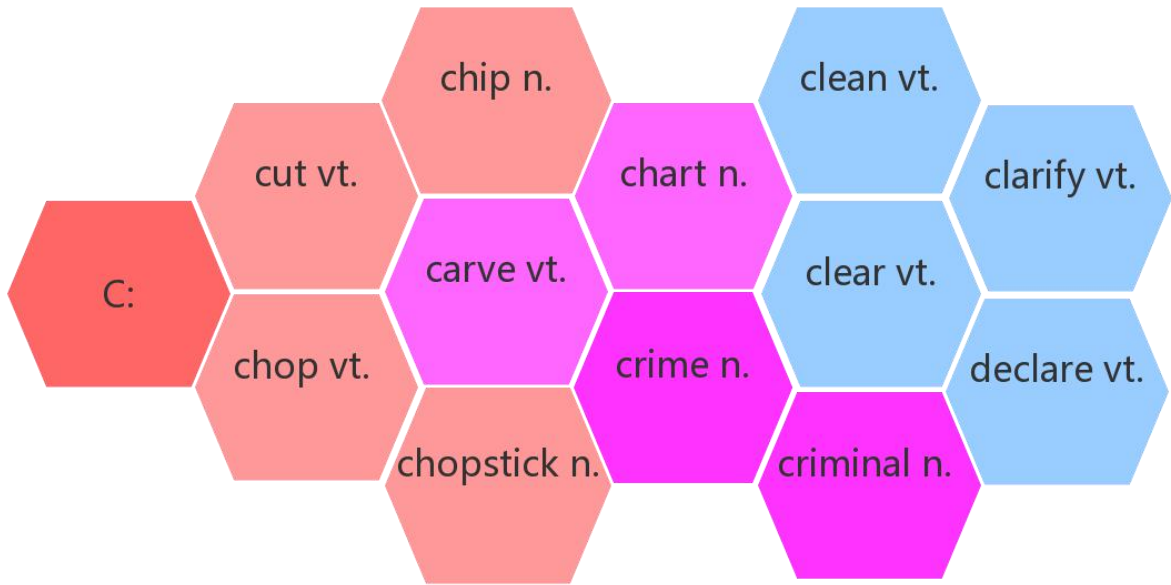 C:
cut vt.
chop vt.
chip n.
carve vt.
chopstick n.
chart n.
crime n.
clean vt.
clear vt.
criminal n.
clarify vt.
declare vt.